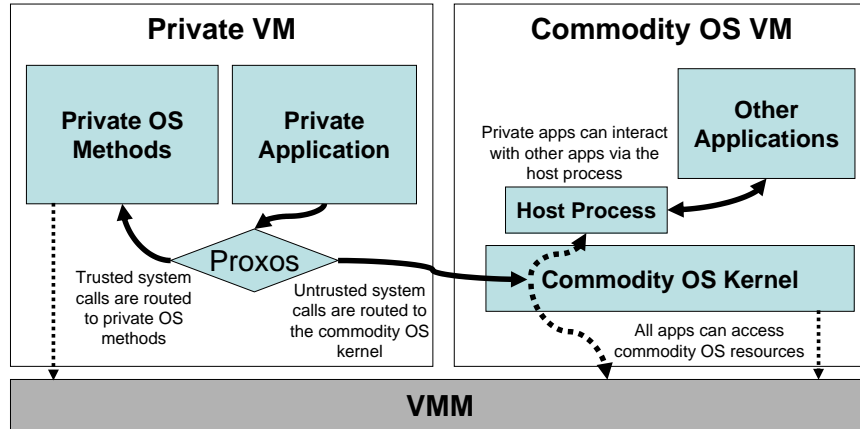 Private VM
Private OS
Methods
Private
Application
Proxos
Trusted system
calls are routed
to private OS
methods
Untrusted system
calls are routed to
the commodity OS
kernel
Commodity OS VM
Other
Applications
Private apps can interact
with other apps via the
host process
Host Process
Commodity OS Kernel
All apps can access
commodity OS resources
VMM